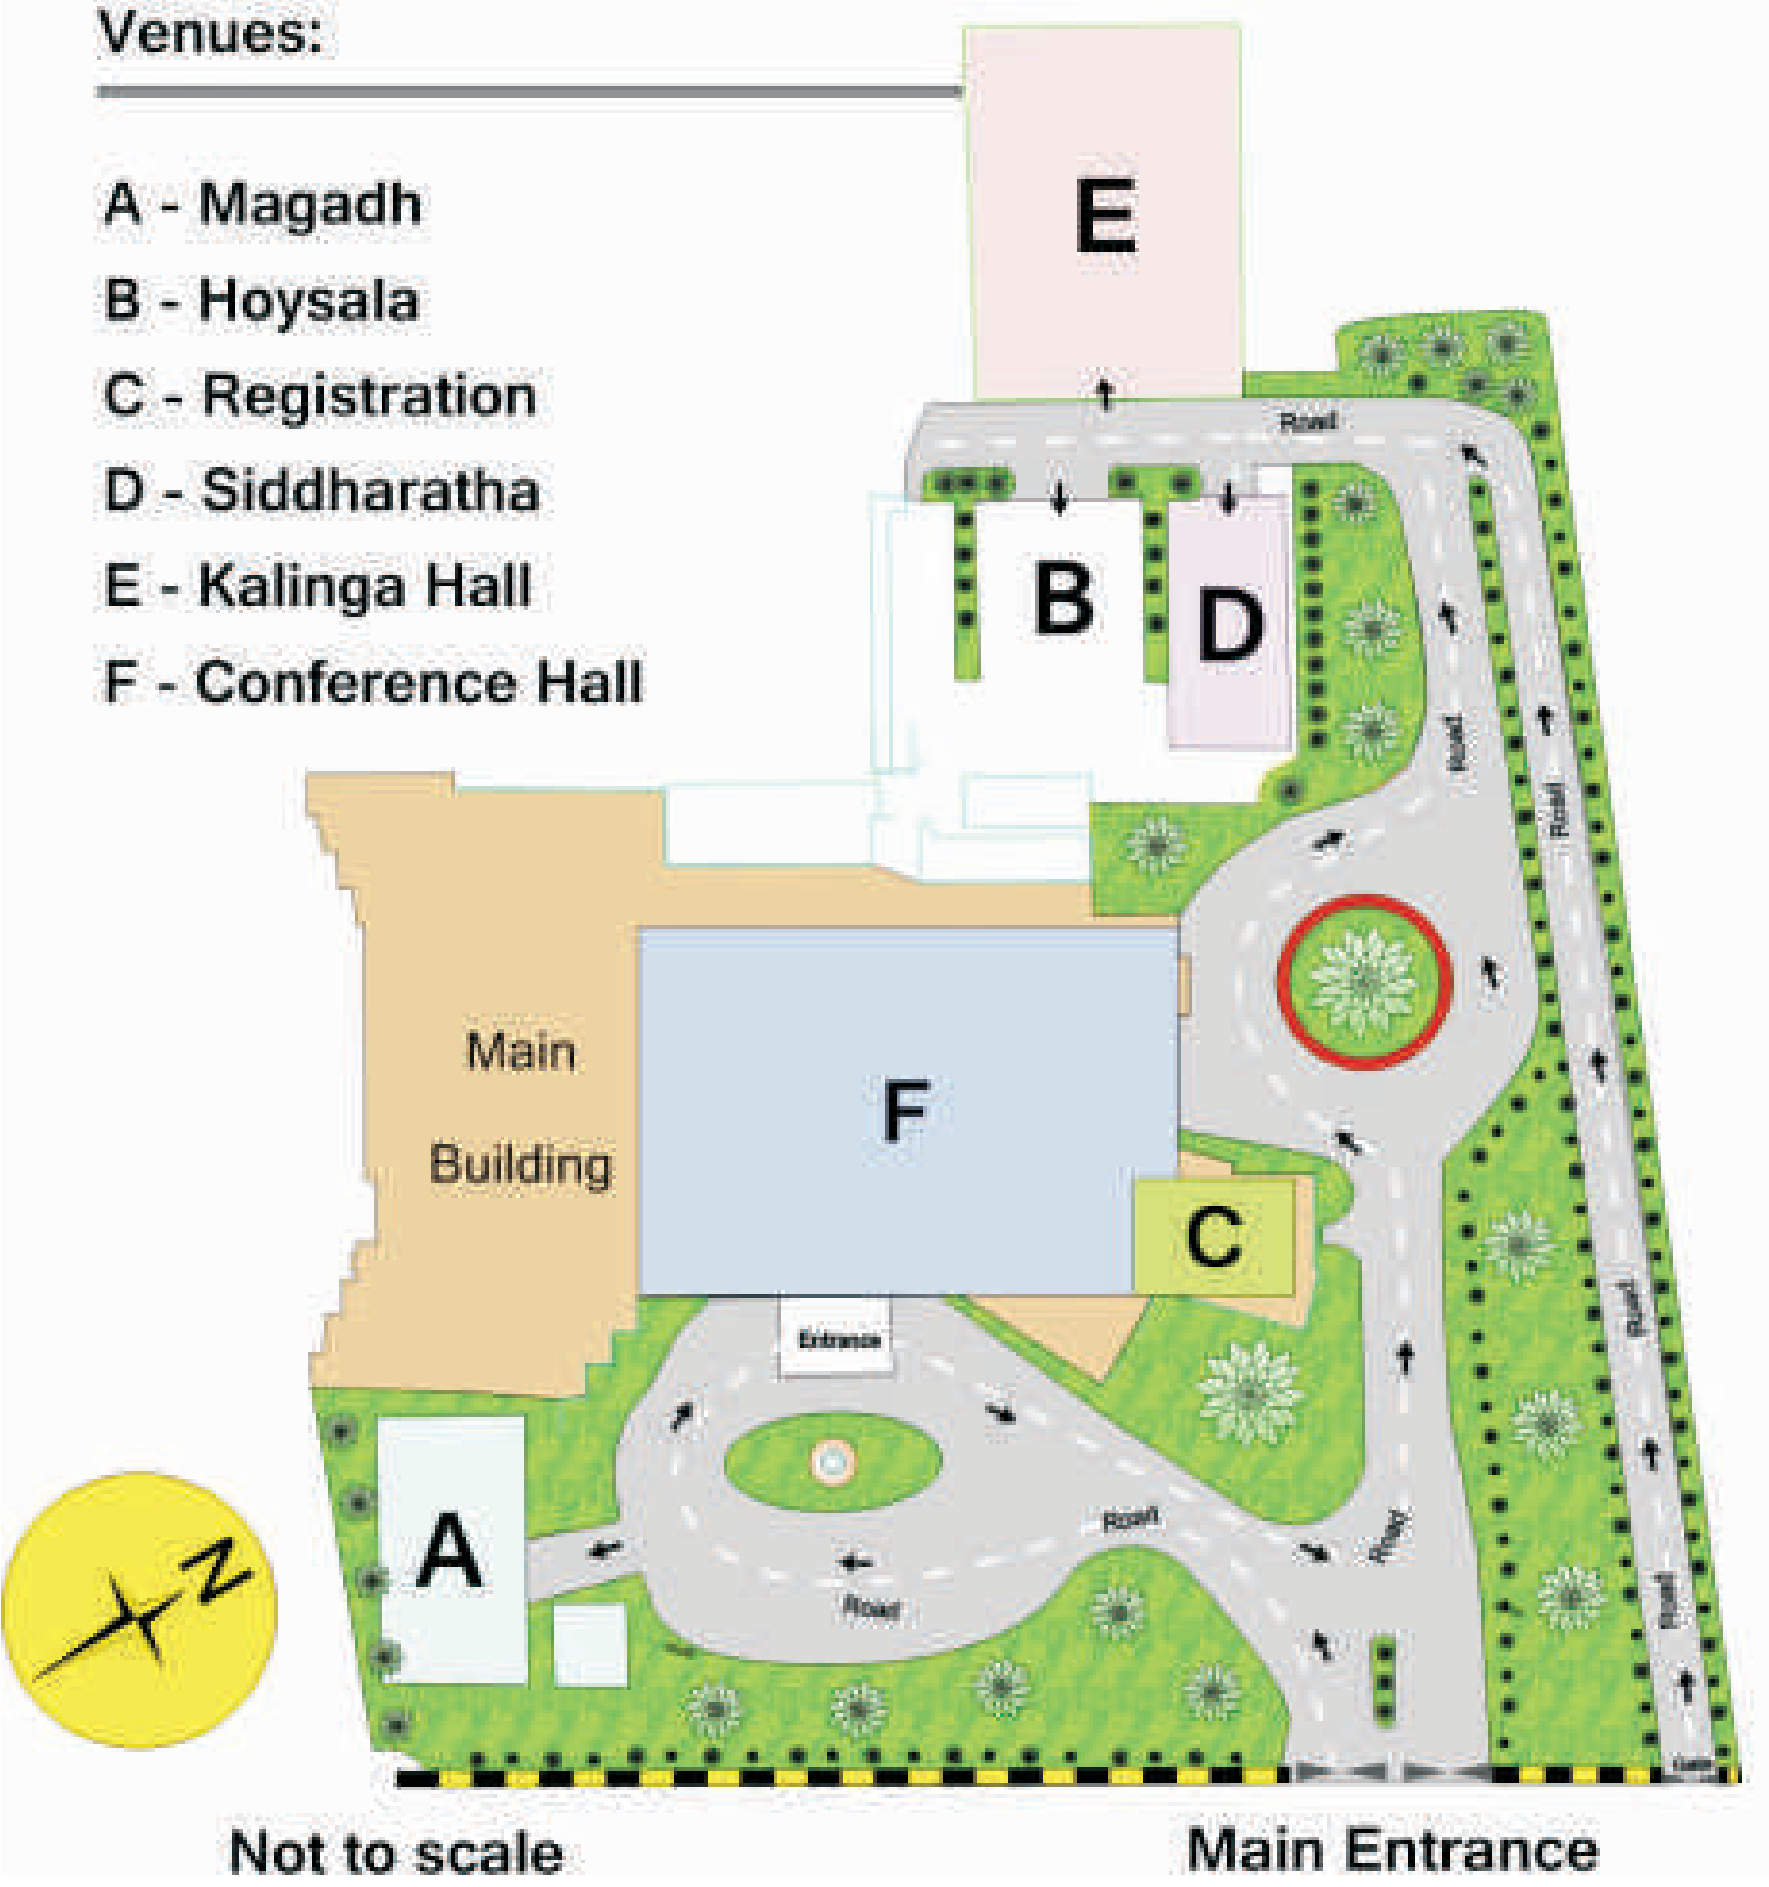 Venues:
A - Magadh
B - Hoysala
C - Registration
D - Siddharatha
E - Kalinga Hall
F - Conference Hall
E
Road
B
D
Road
Road
Main
Building
F
C
Road
Entrance
A
N
Road
Road
Road
Road
Gate
Not to scale
Main Entrance